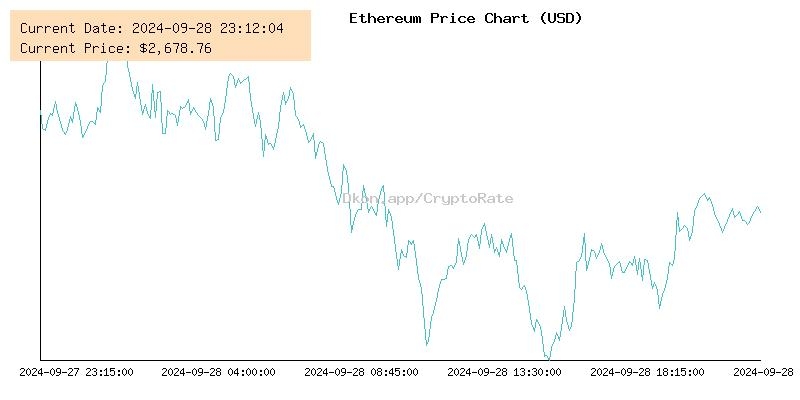 Ethereum Price Chart (USD)
Current Date: 2024-09-28 23:12:04
Current Price: $2,678.76
Dkon.app/CryptoRate
2024-09-27 23:15:00
2024-09-28 04:00:00
2024-09-28 08:45:00
2024-09-28 13:30:00
2024-09-28 18:15:00
2024-09-28